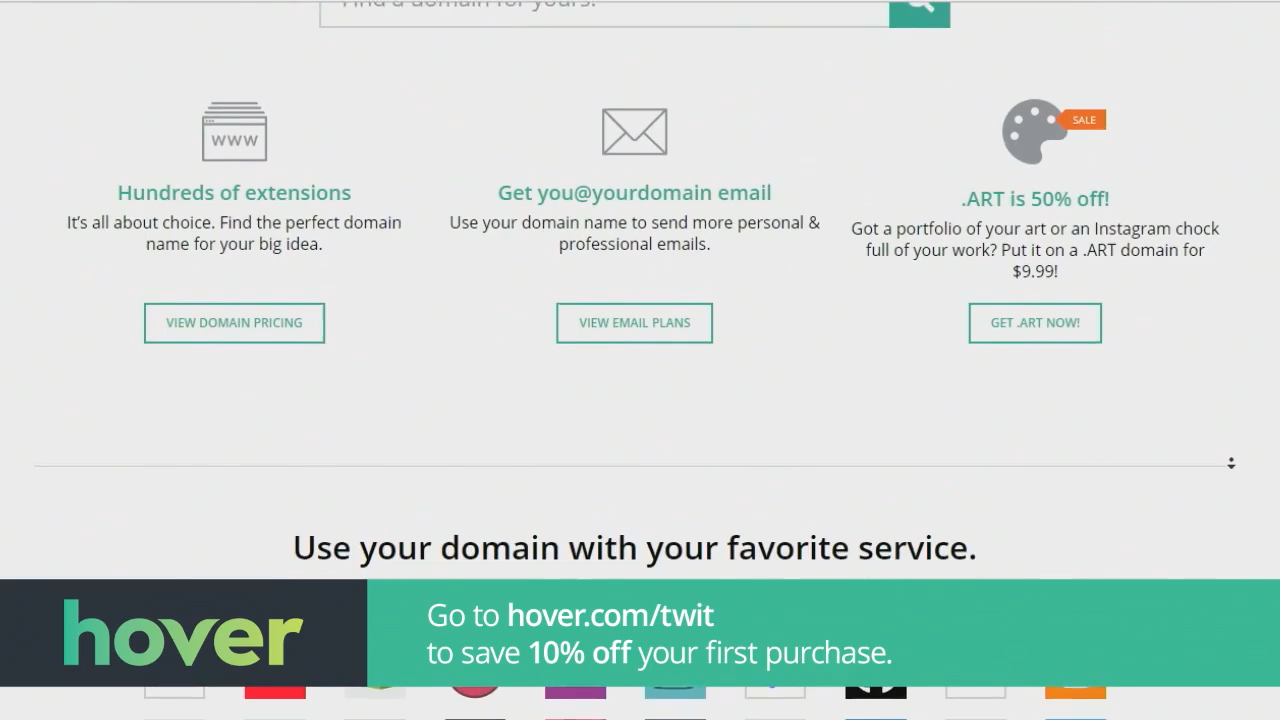 Find a domain for yours.
WWW
SALE
Hundreds of extensions
It's all about choice. Find the perfect domain
name for your big idea.
VIEW DOMAIN PRICING
Get you@yourdomain email
Use your domain name to send more personal &
professional emails.
VIEW EMAIL PLANS
.ART is 50% off!
Got a portfolio of your art or an Instagram chock
full of your work? Put it on a .ART domain for
$9.99!
GET .ART NOW!
Use your domain with your favorite service.
hover
Go to hover.com/twit
to save 10% off your first purchase.